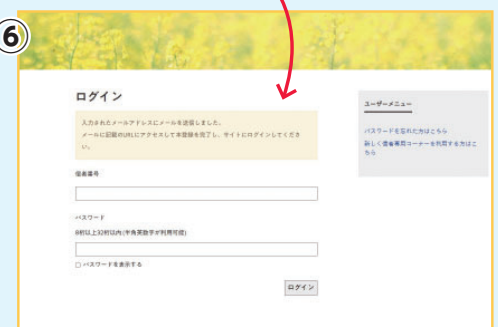 ⑥
ログイン
入力されたメールアドレスにメールを送信しました。
メールに記載のURLにアクセスして本登録を完了し、サイトにログインしてくださ
い。
信者番号
パスワード
8桁以上32桁以内(半角英数字が利用可能)
パスワードを表示する
ログイン
ユーザーメニュー
パスワードを忘れた方はこちら
新しく信者専用コーナーを利用する方はこ
ちら